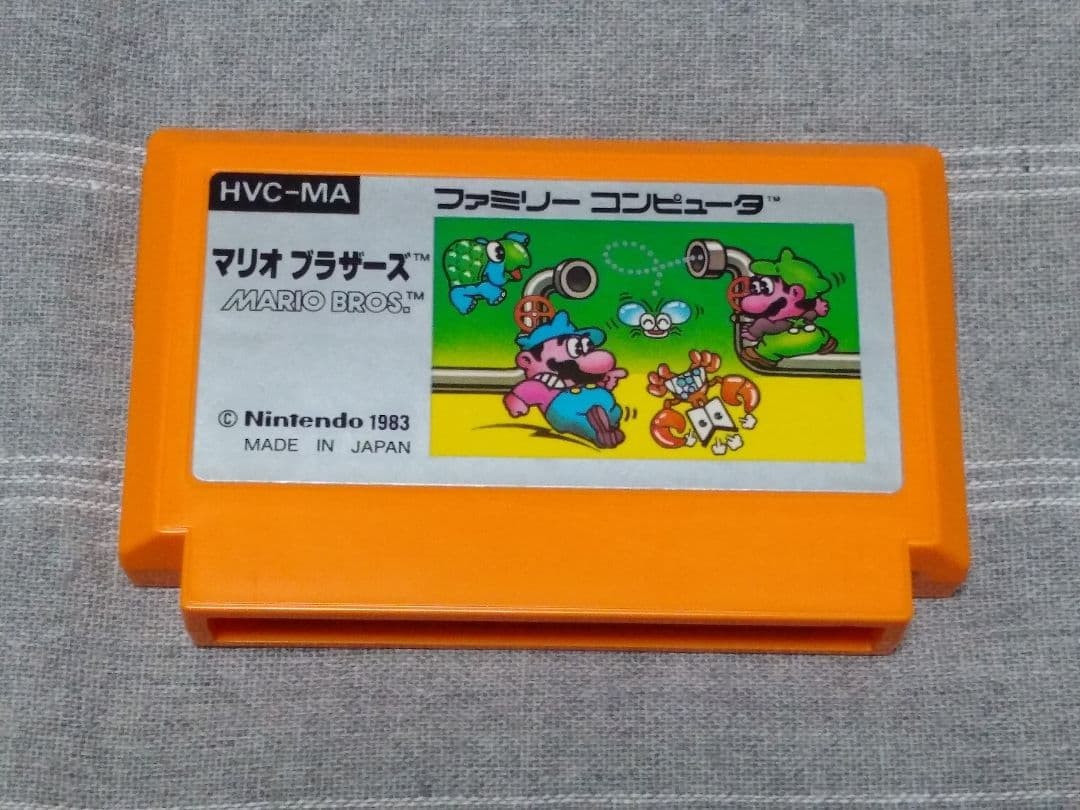 HVC-MA
ファミリー コンピュータ™
マリオ ブラザーズ™
MARIO BROS.™
© Nintendo 1983
MADE IN JAPAN